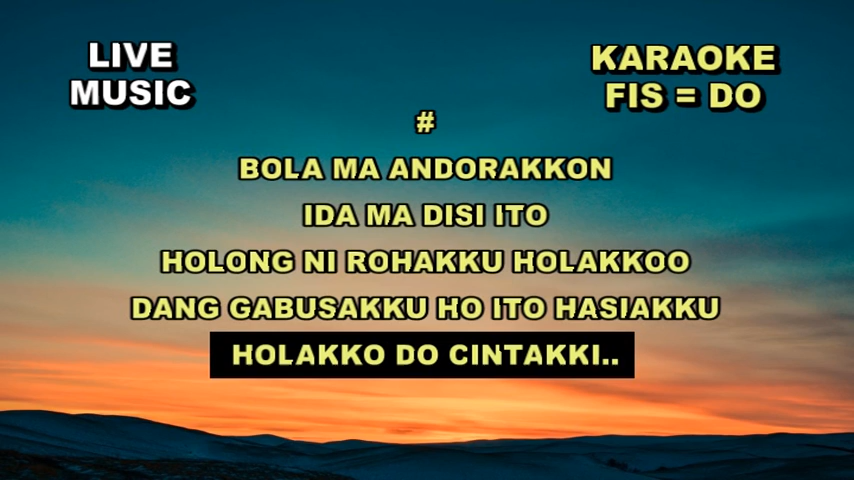 LIVE
MUSIC
KARAOKE
FIS = DO
#
BOLA MA ANDORAKKON
IDA MA DISI ITO
HOLONG NI ROHAKKU HOLAKKOO
DANG GABUSAKKU HO ITO HASIAKKU
HOLAKKO DO CINTAKKI..